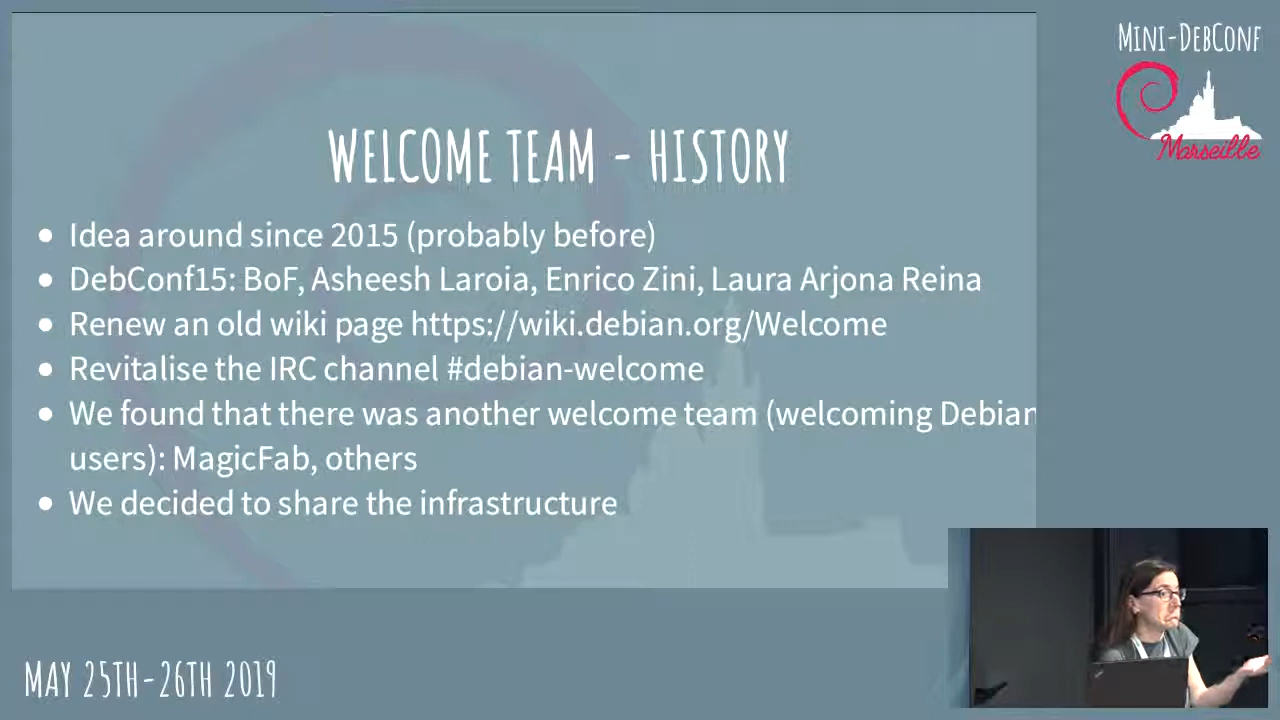 MINI-DEBCONF
Marseille
WELCOME TEAM - HISTORY
• Idea around since 2015 (probably before)
• DebConf15: BoF, Asheesh Laroia, Enrico Zini, Laura Arjona Reina
• Renew an old wiki page https://wiki.debian.org/Welcome
• Revitalise the IRC channel #debian-welcome
• We found that there was another welcome team (welcoming Debian
users): MagicFab, others
• We decided to share the infrastructure
MAY 25TH-26TH 2019